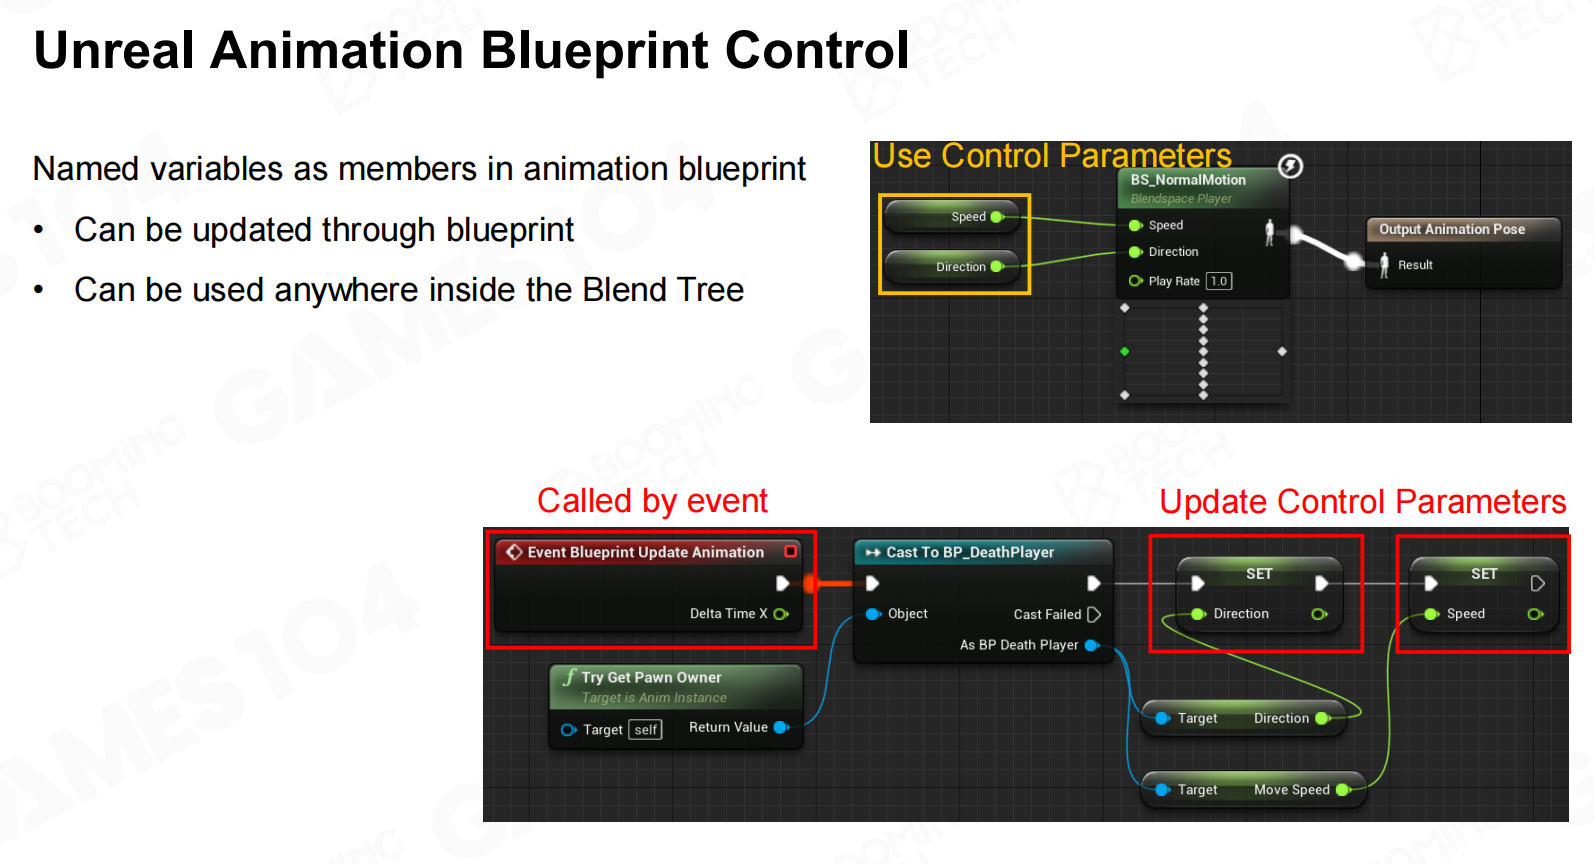 Unreal Animation Blueprint Control
Named variables as members in animation blueprint
• Can be updated through blueprint
• Can be used anywhere inside the Blend Tree
Use Control Parameters
BS_NormalMotion
Blendspace Player
Speed
Direction
Speed
Direction
Play Rate 1.0
Output Animation Pose
Result
Called by event
Update Control Parameters
Event Blueprint Update Animation
Delta Time X
Try Get Pawn Owner
Target is Anim Instance
Target self
Return Value
Cast To BP_DeathPlayer
Object
Cast Failed
As BP Death Player
SET
Direction
SET
Speed
Target Direction
Target Move Speed
BOOMING TECH
GAMES104